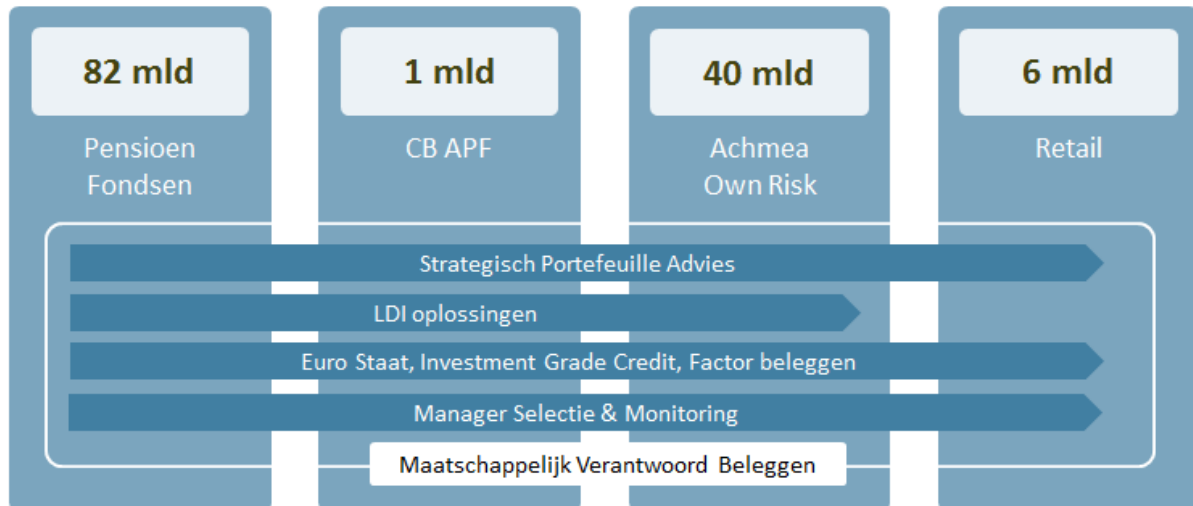 82 mld
1 mld
40 mld
6 mld
Pensioen
Fondsen
CB APF
Achmea
Own Risk
Retail
Strategisch Portefeuille Advies
LDI oplossingen
Euro Staat, Investment Grade Credit, Factor beleggen
Manager Selectie & Monitoring
Maatschappelijk Verantwoord Beleggen